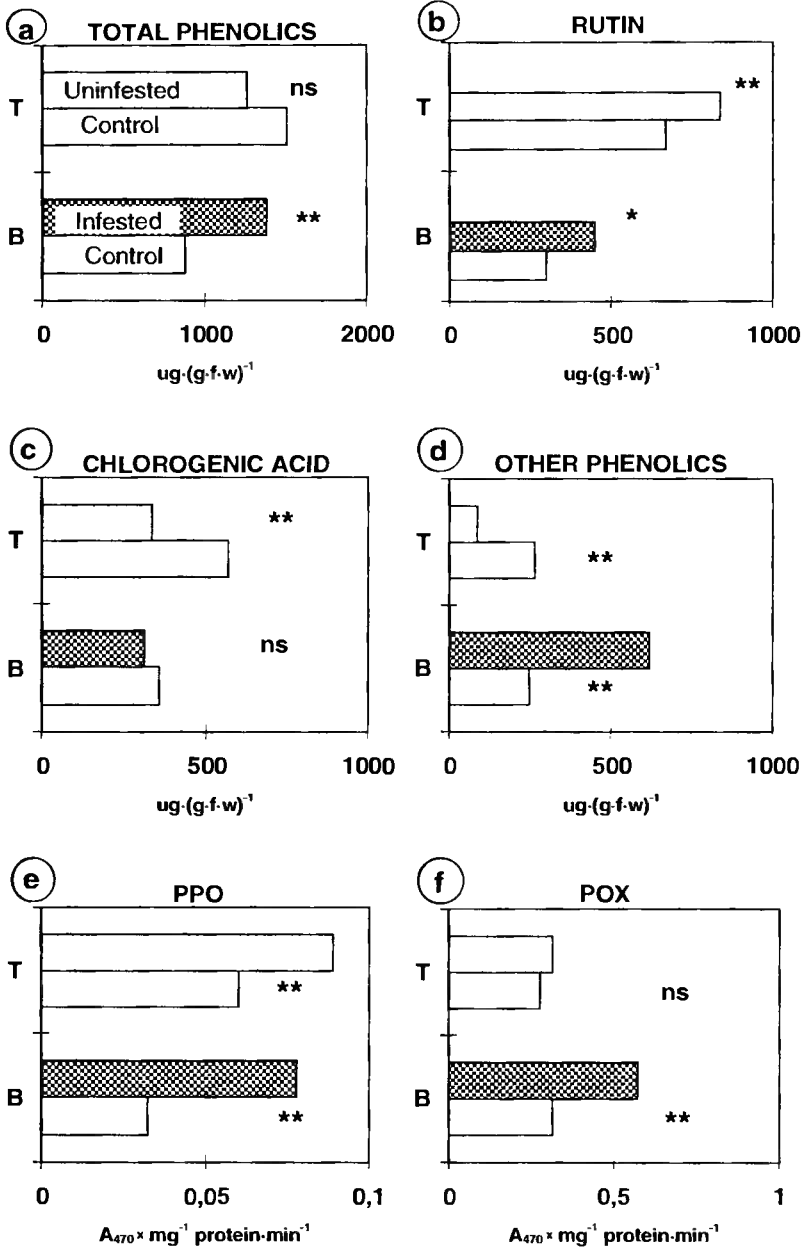 a TOTAL PHENOLICS
T
Uninfested
ns
Control
B
Infested
**
Control
0 1000 2000
ug·(g·f·w)⁻¹
b RUTIN
T
**
B
*
0 500 1000
ug·(g·f·w)⁻¹
c CHLOROGENIC ACID
T
**
B
ns
0 500 1000
ug·(g·f·w)⁻¹
d OTHER PHENOLICS
T
**
B
**
0 500 1000
ug·(g·f·w)⁻¹
e PPO
T
**
B
**
0 0,05 0,1
A₄₇₀× mg⁻¹ protein·min⁻¹
f POX
T
ns
B
**
0 0,5 1
A₄₇₀× mg⁻¹ protein·min⁻¹